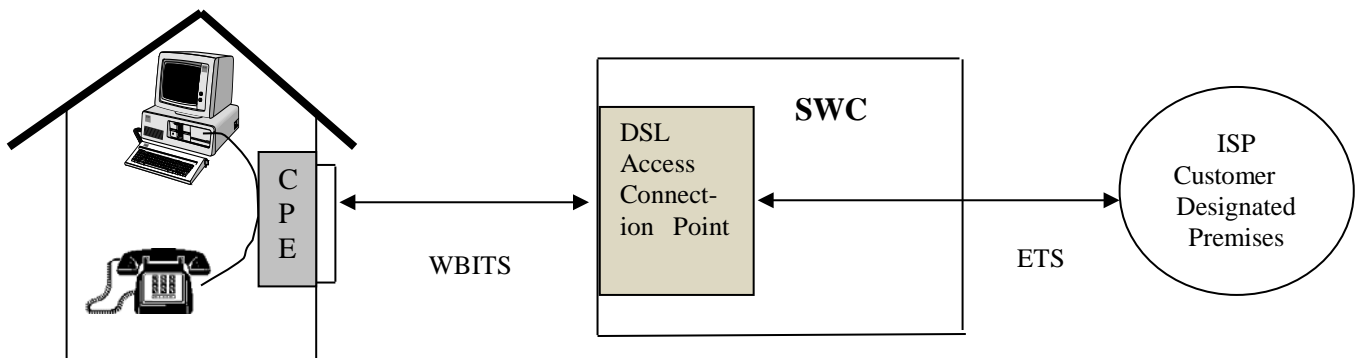 C
P
E
WBITS
DSL
Access
Connect-
ion Point
SWC
ETS
ISP
Customer
Designated
Premises